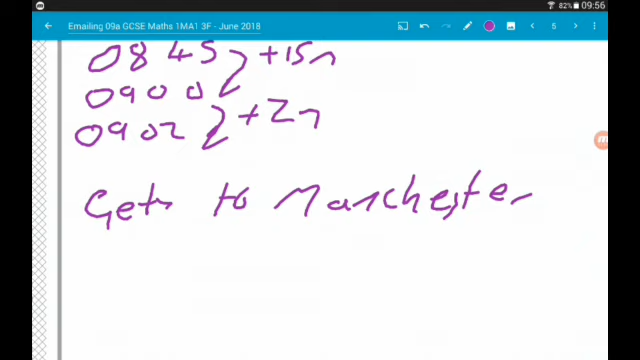 09:56
82%
Emailing 09a GCSE Maths 1MA1 3F - June 2018
5
0845 +15m
0900
0902 +2m
Gets to Manchester